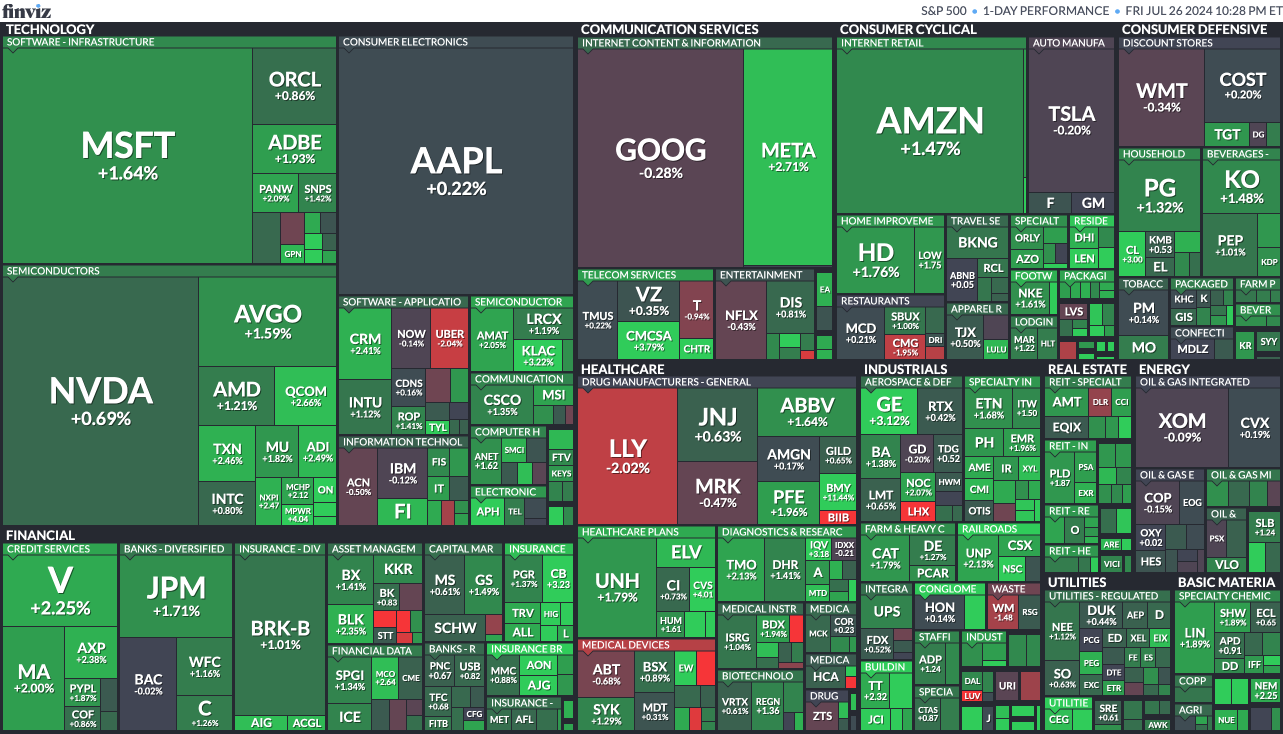 finviz
S&P 500 • 1-DAY PERFORMANCE • FRI JUL 26 2024 10:28 PM ET
TECHNOLOGY
SOFTWARE - INFRASTRUCTURE
MSFT
+1.64%
ORCL
+0.86%
ADBE
+1.93%
PANW
+2.09%
SNPS
+1.42%
GPN
CONSUMER ELECTRONICS
AAPL
+0.22%
SEMICONDUCTORS
NVDA
+0.69%
AVGO
+1.59%
AMD
+1.21%
QCOM
+2.66%
TXN
+2.46%
MU
+1.82%
ADI
+2.49%
INTC
+0.80%
NXPI
+2.47
MCHP
+2.12
ON
MPWR
+4.04
SOFTWARE - APPLICATIO
CRM
+2.41%
NOW
-0.14%
UBER
-2.04%
INTU
+1.12%
CDNS
+0.16%
ROP
+1.41%
TYL
INFORMATION TECHNOL
ACN
-0.50%
IBM
-0.12%
FIS
IT
FI
SEMICONDUCTOR
AMAT
+2.05%
LRCX
+1.19%
KLAC
+3.22%
COMMUNICATION
CSCO
+1.35%
MSI
COMPUTER H
ANET
+1.62
SMCI
FTV
KEYS
ELECTRONIC
APH
TEL
COMMUNICATION SERVICES
INTERNET CONTENT & INFORMATION
GOOG
-0.28%
META
+2.71%
TELECOM SERVICES
TMUS
+0.22%
VZ
+0.35%
T
-0.94%
CMCSA
+3.79%
CHTR
ENTERTAINMENT
NFLX
-0.43%
DIS
+0.81%
EA
CONSUMER CYCLICAL
INTERNET RETAIL
AMZN
+1.47%
AUTO MANUFA
TSLA
-0.20%
F
GM
HOME IMPROVEME
HD
+1.76%
LOW
+1.75
TRAVEL SE
BKNG
ABNB
+0.05
RCL
SPECIALT
ORLY
AZO
RESIDE
DHI
LEN
FOOTW
NKE
+1.61%
PACKAGI
RESTAURANTS
MCD
+0.21%
SBUX
+1.00%
CMG
-1.95%
DRI
APPAREL R
TJX
+0.50%
LULU
LODGIN
MAR
+1.22
HLT
LVS
CONSUMER DEFENSIVE
DISCOUNT STORES
WMT
-0.34%
COST
+0.20%
TGT
DG
HOUSEHOLD
PG
+1.32%
CL
+3.00
KMB
+0.53
EL
BEVERAGES -
KO
+1.48%
PEP
+1.01%
KDP
TOBACC
PM
+0.14%
MO
PACKAGED
KHC
K
GIS
FARM P
BEVER
CONFECTI
MDLZ
KR
SYY
HEALTHCARE
DRUG MANUFACTURERS - GENERAL
LLY
-2.02%
JNJ
+0.63%
MRK
-0.47%
ABBV
+1.64%
AMGN
+0.17%
GILD
+0.65%
PFE
+1.96%
BMY
+11.44%
BIIB
HEALTHCARE PLANS
UNH
+1.79%
ELV
CI
+0.73%
CVS
+4.01
HUM
+1.61
DIAGNOSTICS & RESEARC
TMO
+2.13%
DHR
+1.41%
IQV
+3.18
IDXX
-0.21
A
MTD
MEDICAL DEVICES
ABT
-0.68%
BSX
+0.89%
EW
SYK
+1.29%
MDT
+0.31%
MEDICAL INSTR
ISRG
+1.04%
BDX
+1.94%
MEDICA
MCK
COR
+0.23
MEDICA
HCA
BIOTECHNOLO
VRTX
+0.61%
REGN
+1.36
DRUG
ZTS
INDUSTRIALS
AEROSPACE & DEF
GE
+3.12%
RTX
+0.42%
BA
+1.38%
GD
-0.20%
TDG
+0.52
LMT
+0.65%
NOC
+2.07%
HWM
LHX
SPECIALTY IN
ETN
+1.68%
ITW
+1.50
PH
EMR
+1.96%
AME
IR
XYL
CMI
OTIS
FARM & HEAVY C
CAT
+1.79%
DE
+1.27%
PCAR
RAILROADS
UNP
+2.13%
CSX
NSC
INTEGRA
UPS
FDX
+0.52%
CONGLOME
HON
+0.14%
WASTE
WM
-1.48
RSG
STAFFI
ADP
+1.24
INDUST
BUILDIN
TT
+2.32
JCI
SPECIA
CTAS
+0.87
DAL
LUV
URI
J
REAL ESTATE
REIT - SPECIALT
AMT
DLR
CCI
EQIX
REIT - IN
PLD
+1.87
REIT - RE
PSA
EXR
REIT - RE
O
ARE
REIT - HE
VICI
ENERGY
OIL & GAS INTEGRATED
XOM
-0.09%
CVX
+0.19%
OIL & GAS E
COP
-0.15%
EOG
OXY
+0.02
HES
OIL & GAS MI
OIL &
PSX
SLB
+1.24
VLO
UTILITIES
UTILITIES - REGULATED
NEE
+1.12%
DUK
+0.44%
AEP
D
PCG
ED
XEL
EIX
SO
+0.63%
PEG
FE
ES
DTE
EXC
ETR
UTILITIE
CEG
SRE
+0.61
AWK
BASIC MATERIA
SPECIALTY CHEMIC
LIN
+1.89%
SHW
+1.89%
ECL
+0.65
APD
+0.91
DD
IFF
COPP
NEM
+2.25
AGRI
NUE
FINANCIAL
CREDIT SERVICES
V
+2.25%
MA
+2.00%
AXP
+2.38%
PYPL
+1.87%
COF
+0.86%
BANKS - DIVERSIFIED
JPM
+1.71%
BAC
-0.02%
WFC
+1.16%
C
+1.26%
INSURANCE - DIV
BRK-B
+1.01%
AIG
ACGL
ASSET MANAGEM
BX
+1.41%
KKR
BK
+0.83
BLK
+2.35%
STT
FINANCIAL DATA
SPGI
+1.34%
MCO
+2.64
CME
ICE
CAPITAL MAR
MS
+0.61%
GS
+1.49%
SCHW
BANKS - R
PNC
+0.67
USB
+0.82
TFC
+0.68
CFG
FITB
INSURANCE
PGR
+1.37%
CB
+3.23
TRV
HIG
ALL
L
INSURANCE BR
MMC
+0.88%
AON
AJG
INSURANCE -
MET
AFL